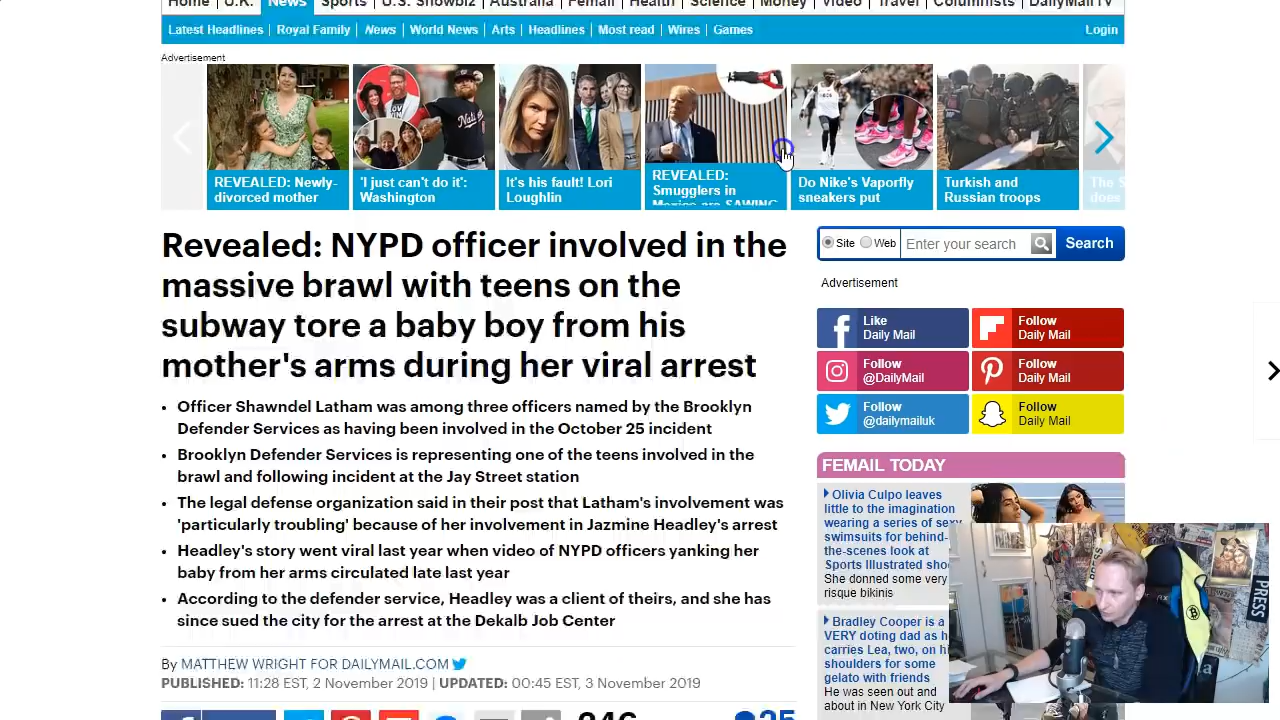 Home U.K. News Sports U.S. Showbiz Australia Femail Health Science Money Video Travel Columnists DailyMailTV
Latest Headlines Royal Family News World News Arts Headlines Most read Wires Games Login
Advertisement
REVEALED: Newly-
divorced mother
'I just can't do it':
Washington
It's his fault! Lori
Loughlin
REVEALED:
Smugglers in
Mexico are SAWING
Do Nike's Vaporfly
sneakers put
Turkish and
Russian troops
The S
does
Revealed: NYPD officer involved in the
massive brawl with teens on the
subway tore a baby boy from his
mother's arms during her viral arrest
Officer Shawndel Latham was among three officers named by the Brooklyn
Defender Services as having been involved in the October 25 incident
Brooklyn Defender Services is representing one of the teens involved in the
brawl and following incident at the Jay Street station
The legal defense organization said in their post that Latham's involvement was
'particularly troubling' because of her involvement in Jazmine Headley's arrest
Headley's story went viral last year when video of NYPD officers yanking her
baby from her arms circulated late last year
According to the defender service, Headley was a client of theirs, and she has
since sued the city for the arrest at the Dekalb Job Center
By MATTHEW WRIGHT FOR DAILYMAIL.COM
PUBLISHED: 11:28 EST, 2 November 2019 | UPDATED: 00:45 EST, 3 November 2019
Site Web Enter your search Search
Advertisement
Like
Daily Mail
Follow
Daily Mail
Follow
@DailyMail
Follow
Daily Mail
Follow
@dailymailuk
Follow
Daily Mail
FEMAIL TODAY
Olivia Culpo leaves
little to the imagination
wearing a series of sexy
swimsuits for behind-
the-scenes look at
Sports Illustrated shoo
She donned some very
risque bikinis
Bradley Cooper is a
VERY doting dad as h
carries Lea, two, on hi
shoulders for some
gelato with friends
He was seen out and
about in New York City
PRESS